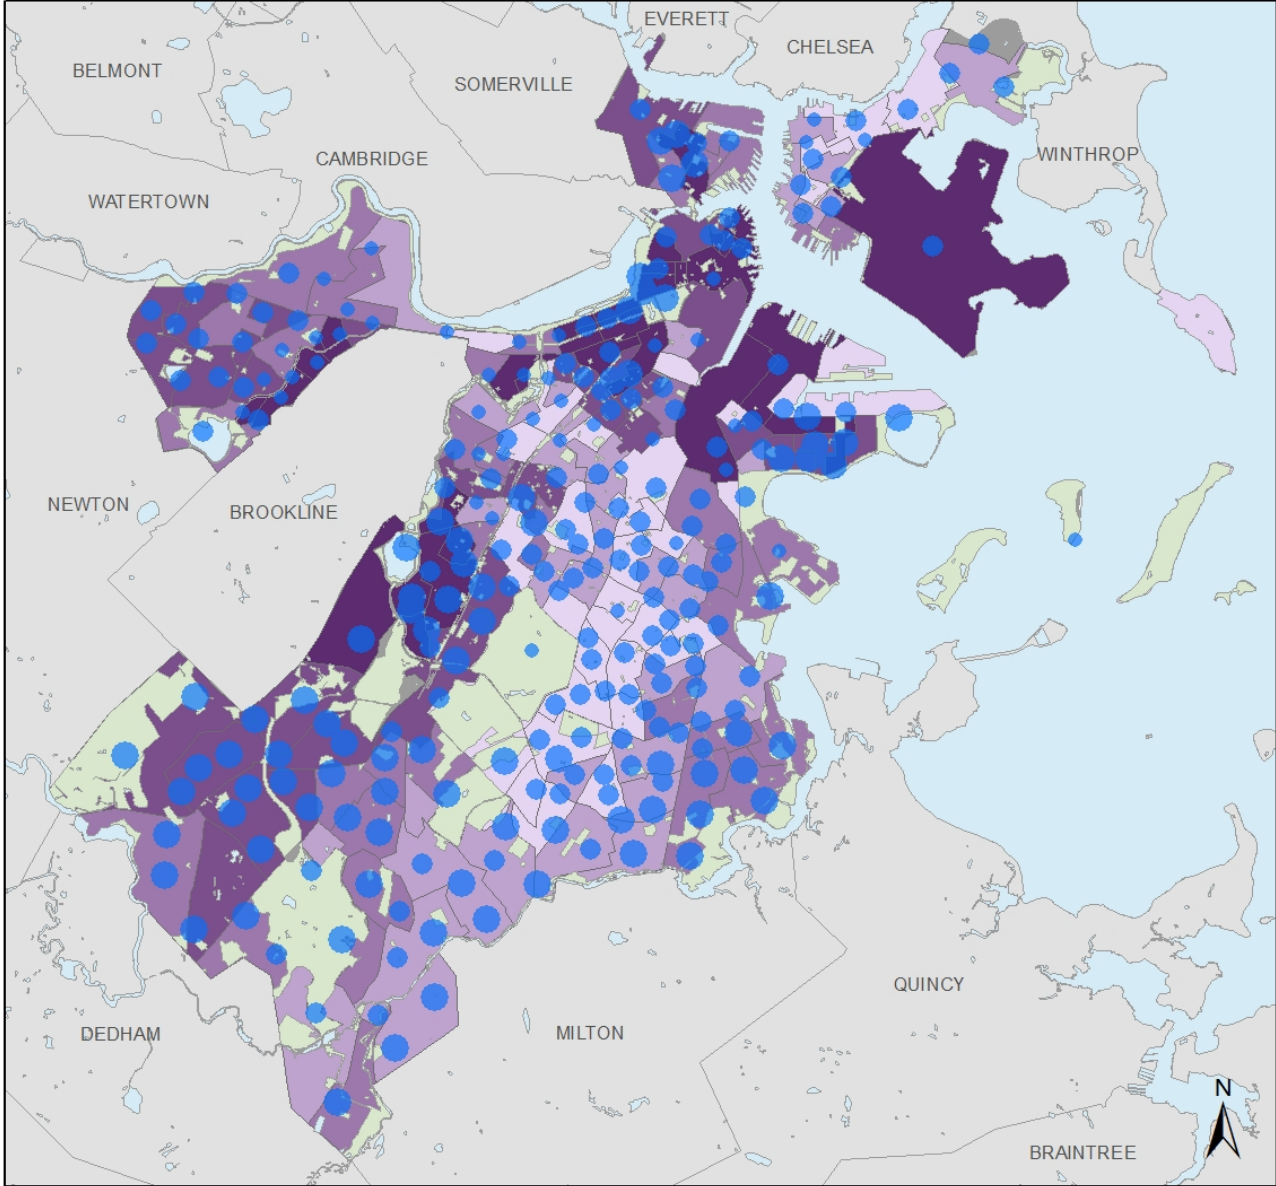 EVERETT
CHELSEA
BELMONT
SOMERVILLE
CAMBRIDGE
WINTHROP
WATERTOWN
NEWTON
BROOKLINE
QUINCY
DEDHAM
MILTON
N
BRAINTREE